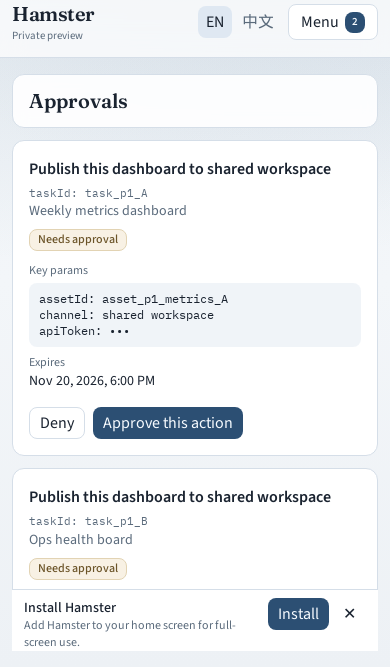 Hamster
Private preview
EN
中文
Menu 2
Approvals
Publish this dashboard to shared workspace
taskId: task_p1_A
Weekly metrics dashboard
Needs approval
Key params
assetId: asset_p1_metrics_A
channel: shared workspace
apiToken: •••
Expires
Nov 20, 2026, 6:00 PM
Deny
Approve this action
Publish this dashboard to shared workspace
taskId: task_p1_B
Ops health board
Needs approval
Install Hamster
Add Hamster to your home screen for full-
screen use.
Install
✕